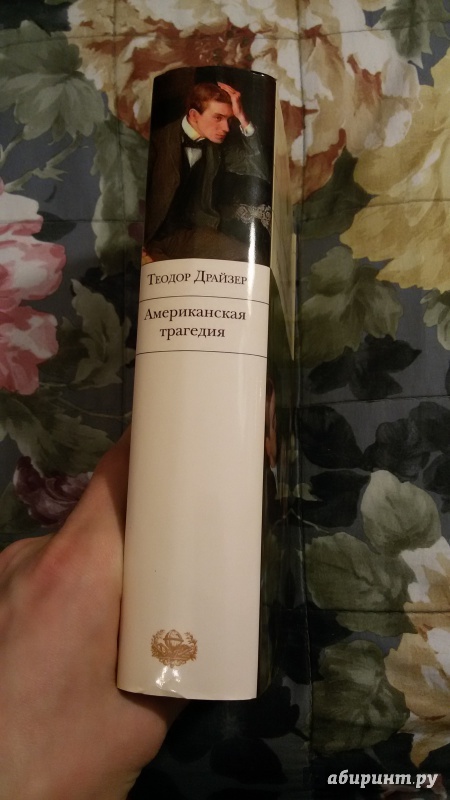 Теодор Драйзер
Американская
трагедия
абиринт.ру